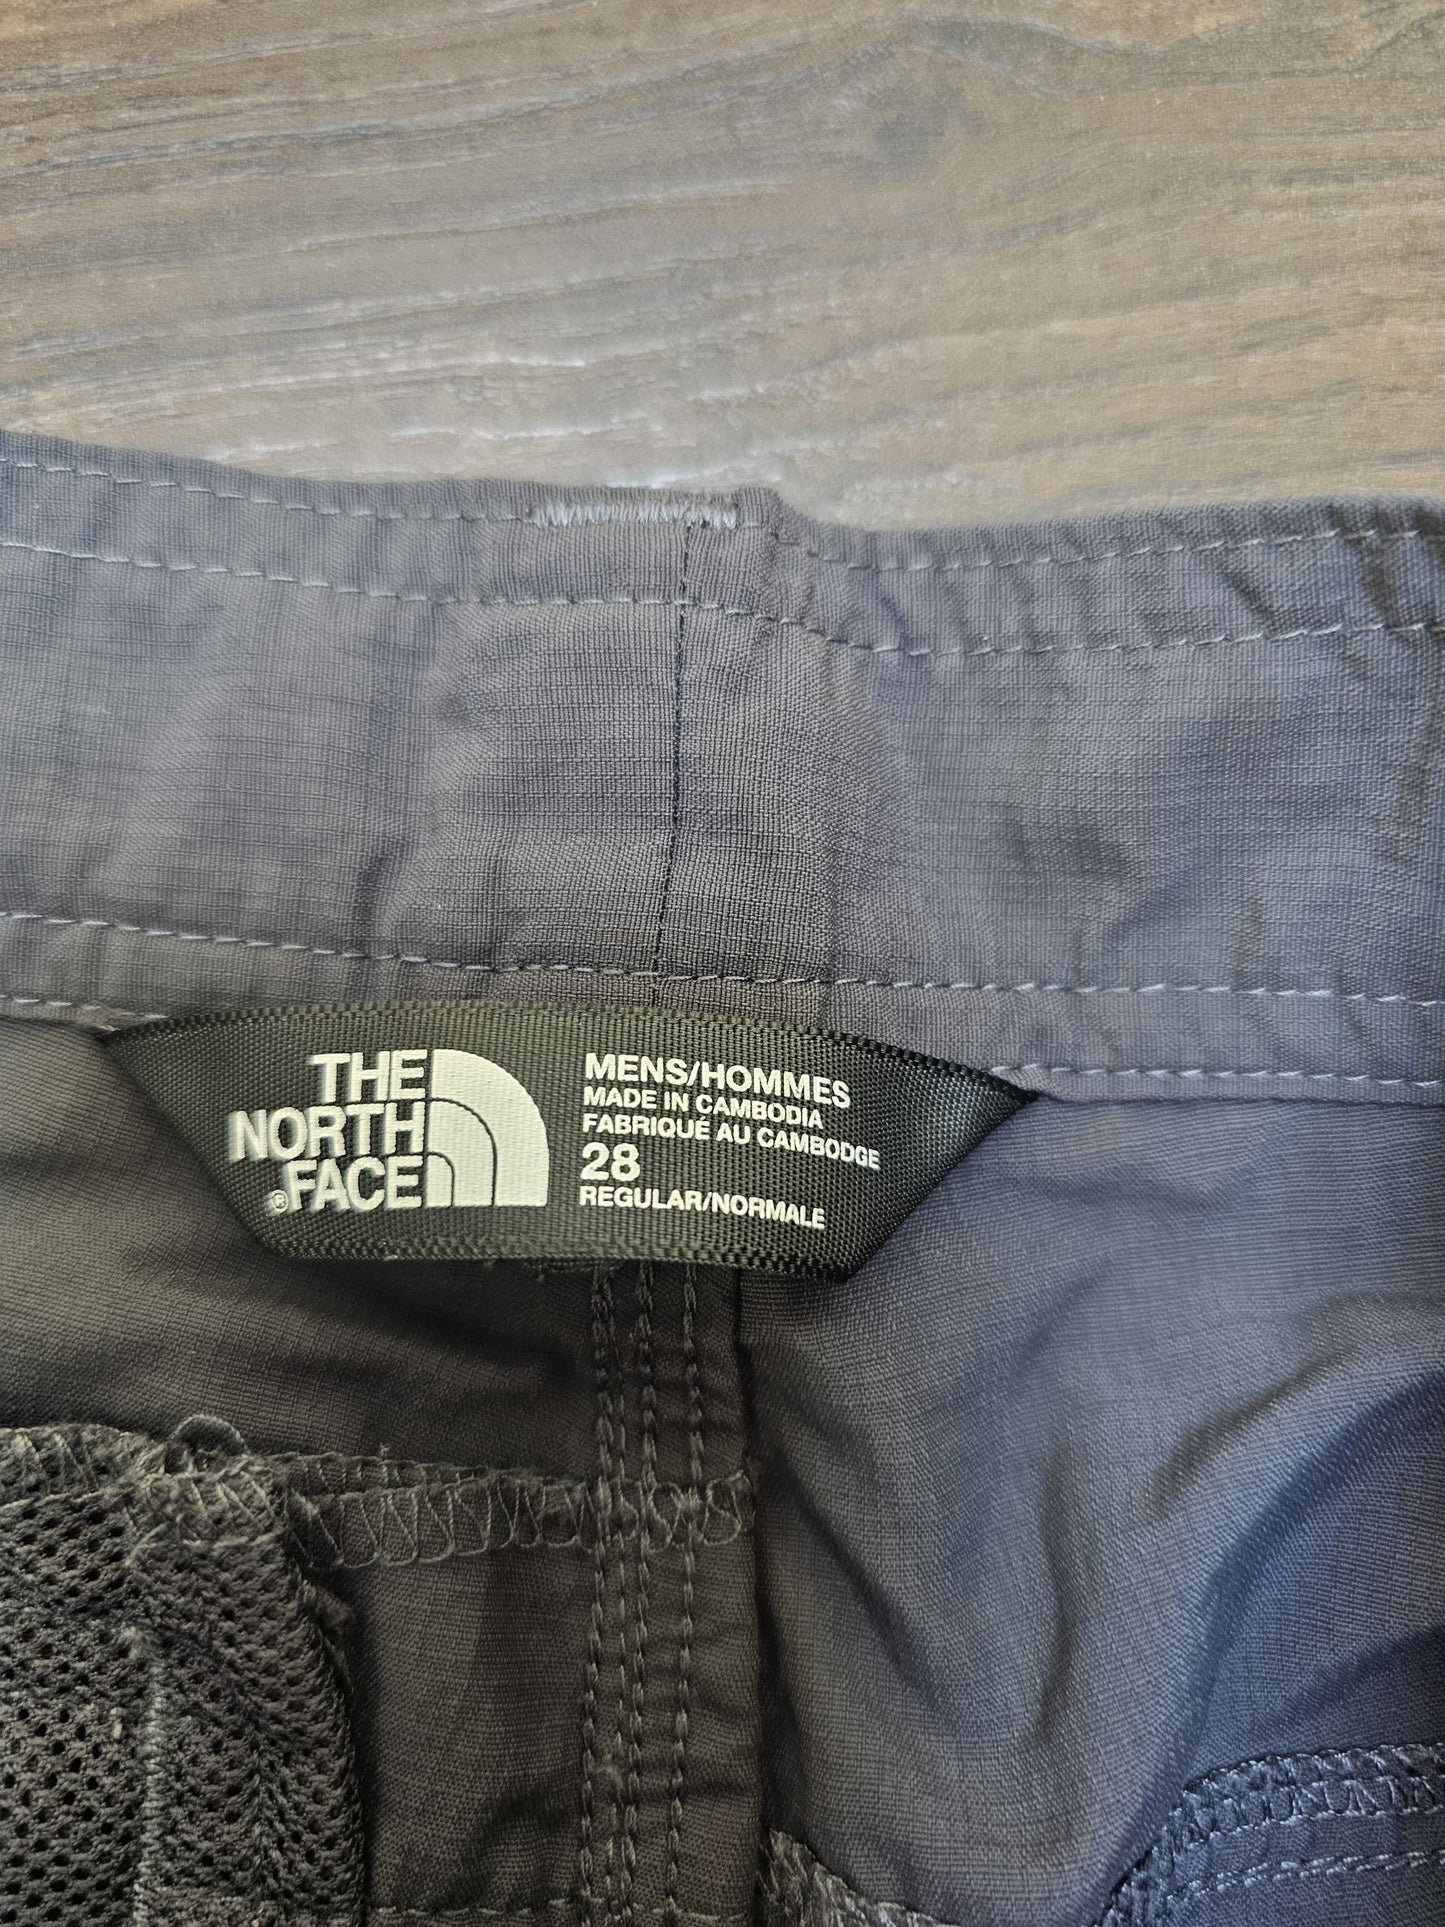 THE
NORTH
FACE
®
MENS/HOMMES
MADE IN CAMBODIA
FABRIQUÉ AU CAMBODGE
28
REGULAR/NORMALE